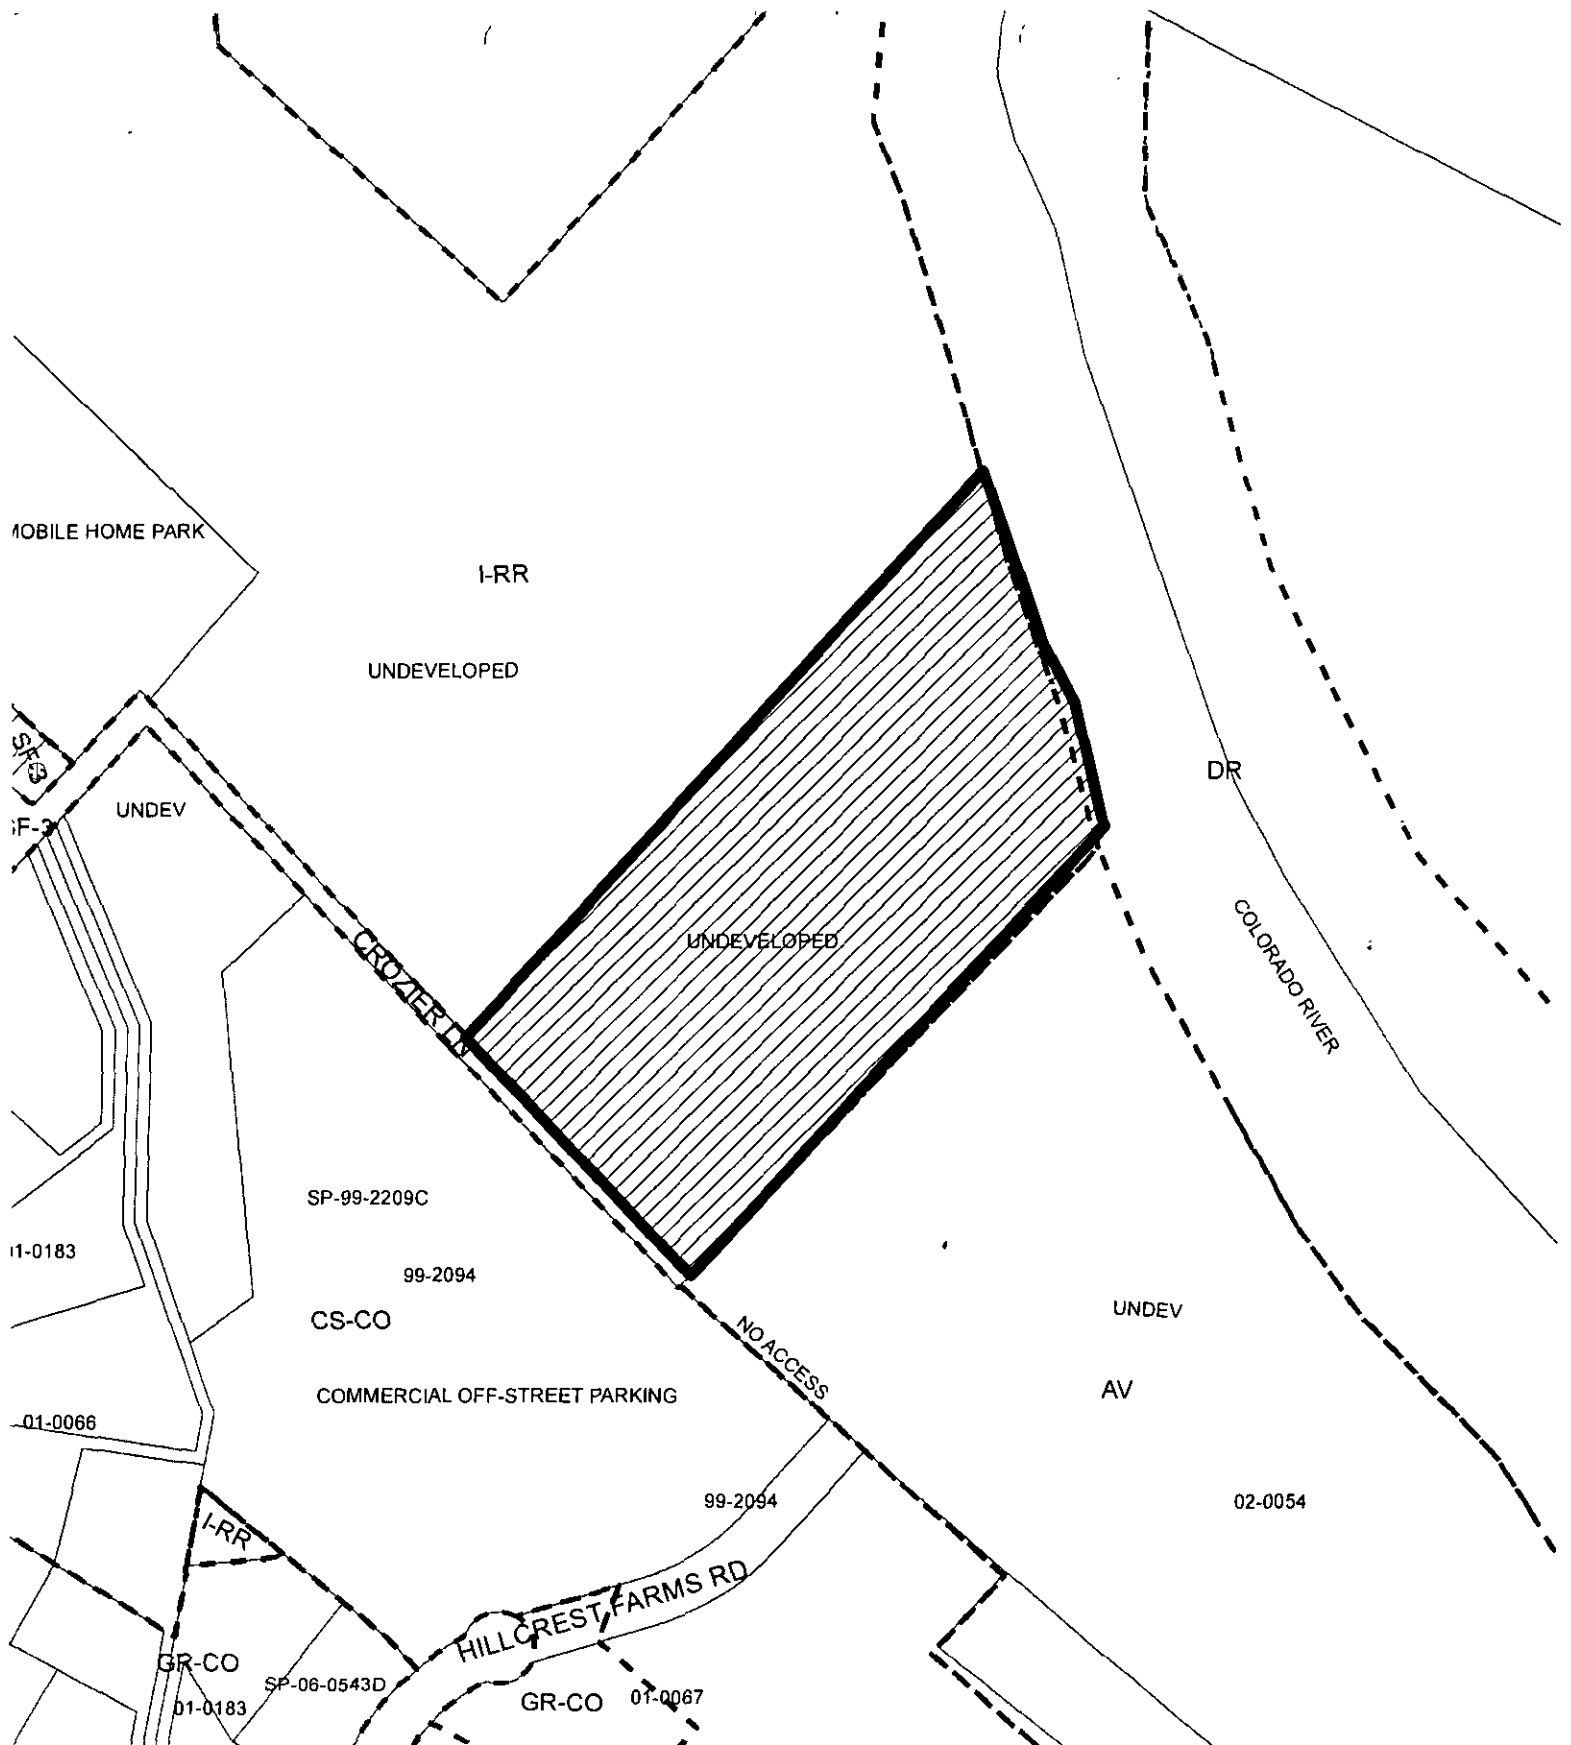 MOBILE HOME PARK
I-RR
UNDEVELOPED
SF-3
SF-3
UNDEV
DR
COLORADO RIVER
UNDEVELOPED
CROZIER LN
SP-99-2209C
01-0183
99-2094
CS-CO
UNDEV
NO ACCESS
COMMERCIAL OFF-STREET PARKING
AV
01-0066
99-2094
02-0054
I-RR
HILLCREST FARMS RD
GR-CO
SP-06-0543D
01-0183
GR-CO
01-0067